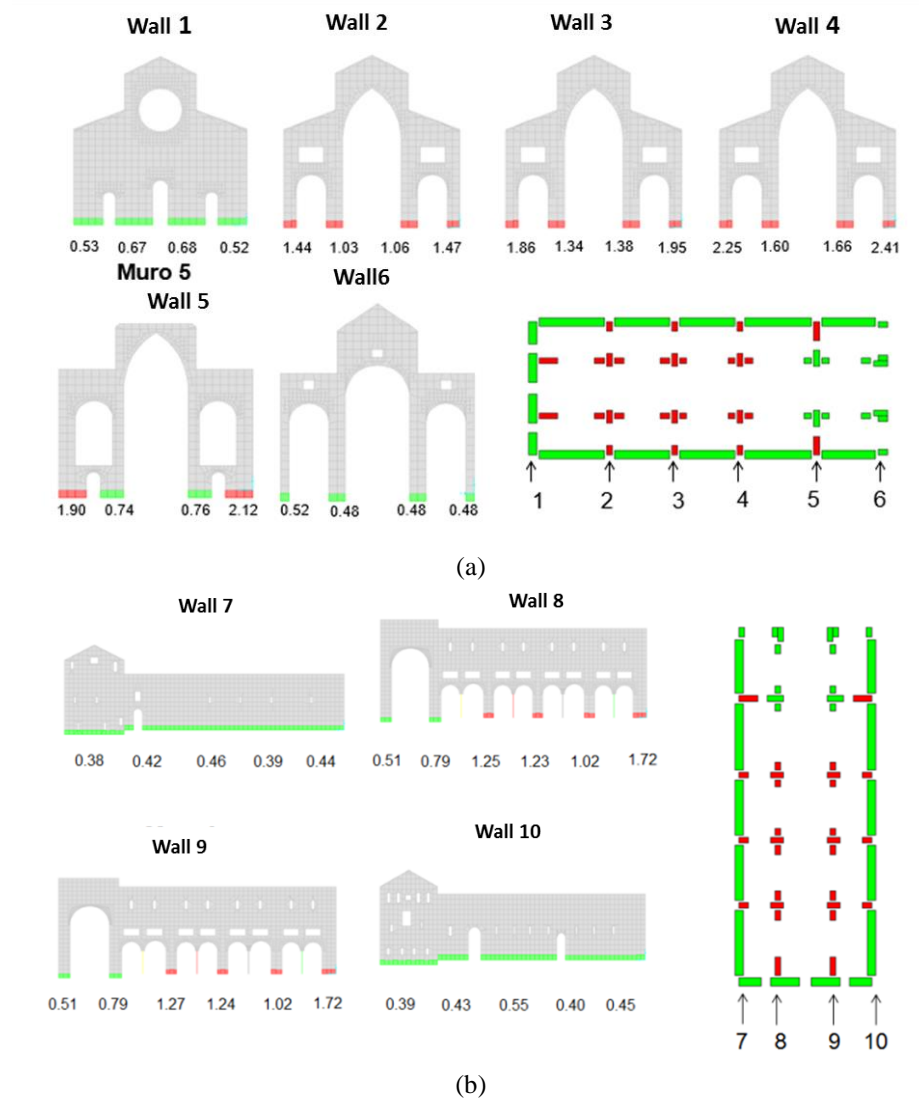 Wall 1
Wall 2
Wall 3
Wall 4
0.53 0.67 0.68 0.52
1.44 1.03 1.06 1.47
1.86 1.34 1.38 1.95
2.25 1.60 1.66 2.41
Muro 5
Wall 5
Wall6
1.90 0.74 0.76 2.12
0.52 0.48 0.48 0.48
1 2 3 4 5 6
(a)
Wall 7
Wall 8
0.38 0.42 0.46 0.39 0.44
0.51 0.79 1.25 1.23 1.02 1.72
Wall 9
Wall 10
0.51 0.79 1.27 1.24 1.02 1.72
0.39 0.43 0.55 0.40 0.45
7 8 9 10
(b)